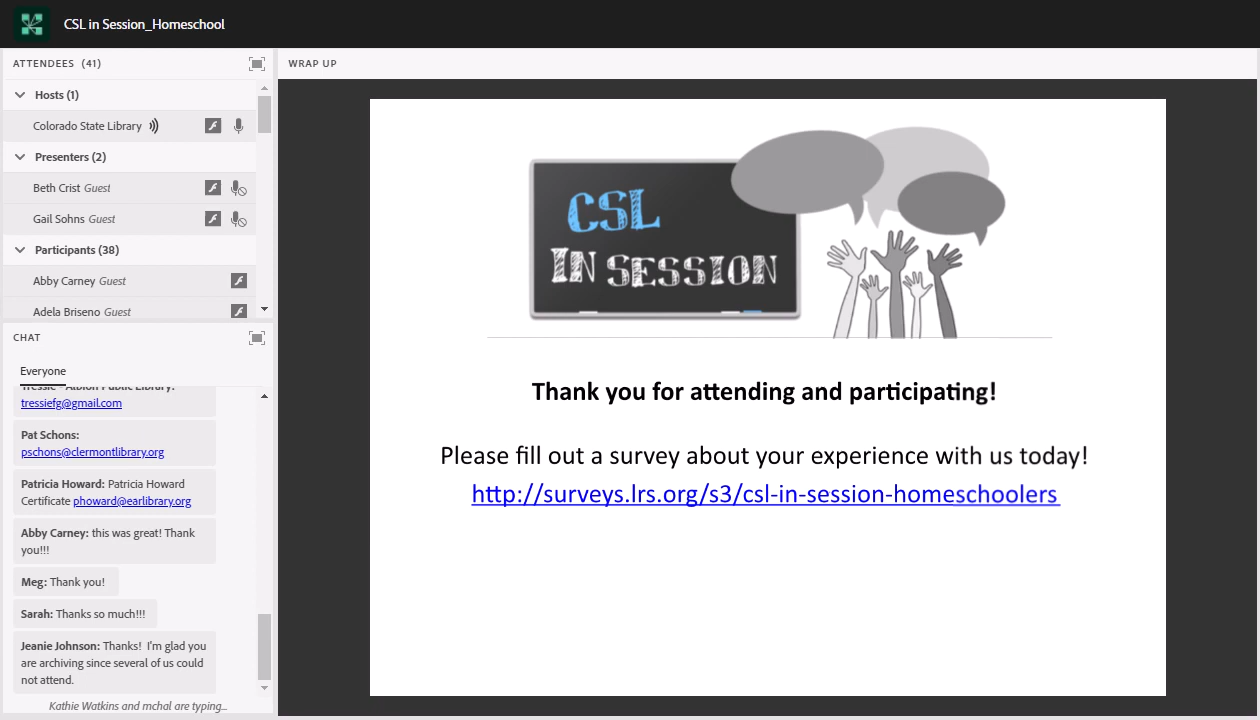 CSL in Session_Homeschool
ATTENDEES (41)
Hosts (1)
Colorado State Library
Presenters (2)
Beth Crist Guest
Gail Sohns Guest
Participants (38)
Abby Carney Guest
Adela Briseno Guest
CHAT
Everyone
Tressie - Albion Public Library:
tressiefg@gmail.com
Pat Schons:
pschons@clermontlibrary.org
Patricia Howard: Patricia Howard
Certificate phoward@earlibrary.org
Abby Carney: this was great! Thank
you!!!
Meg: Thank you!
Sarah: Thanks so much!!!
Jeanie Johnson: Thanks! I'm glad you
are archiving since several of us could
not attend.
Kathie Watkins and mchal are typing...
WRAP UP
CSL
IN SESSION
Thank you for attending and participating!
Please fill out a survey about your experience with us today!
http://surveys.lrs.org/s3/csl-in-session-homeschoolers